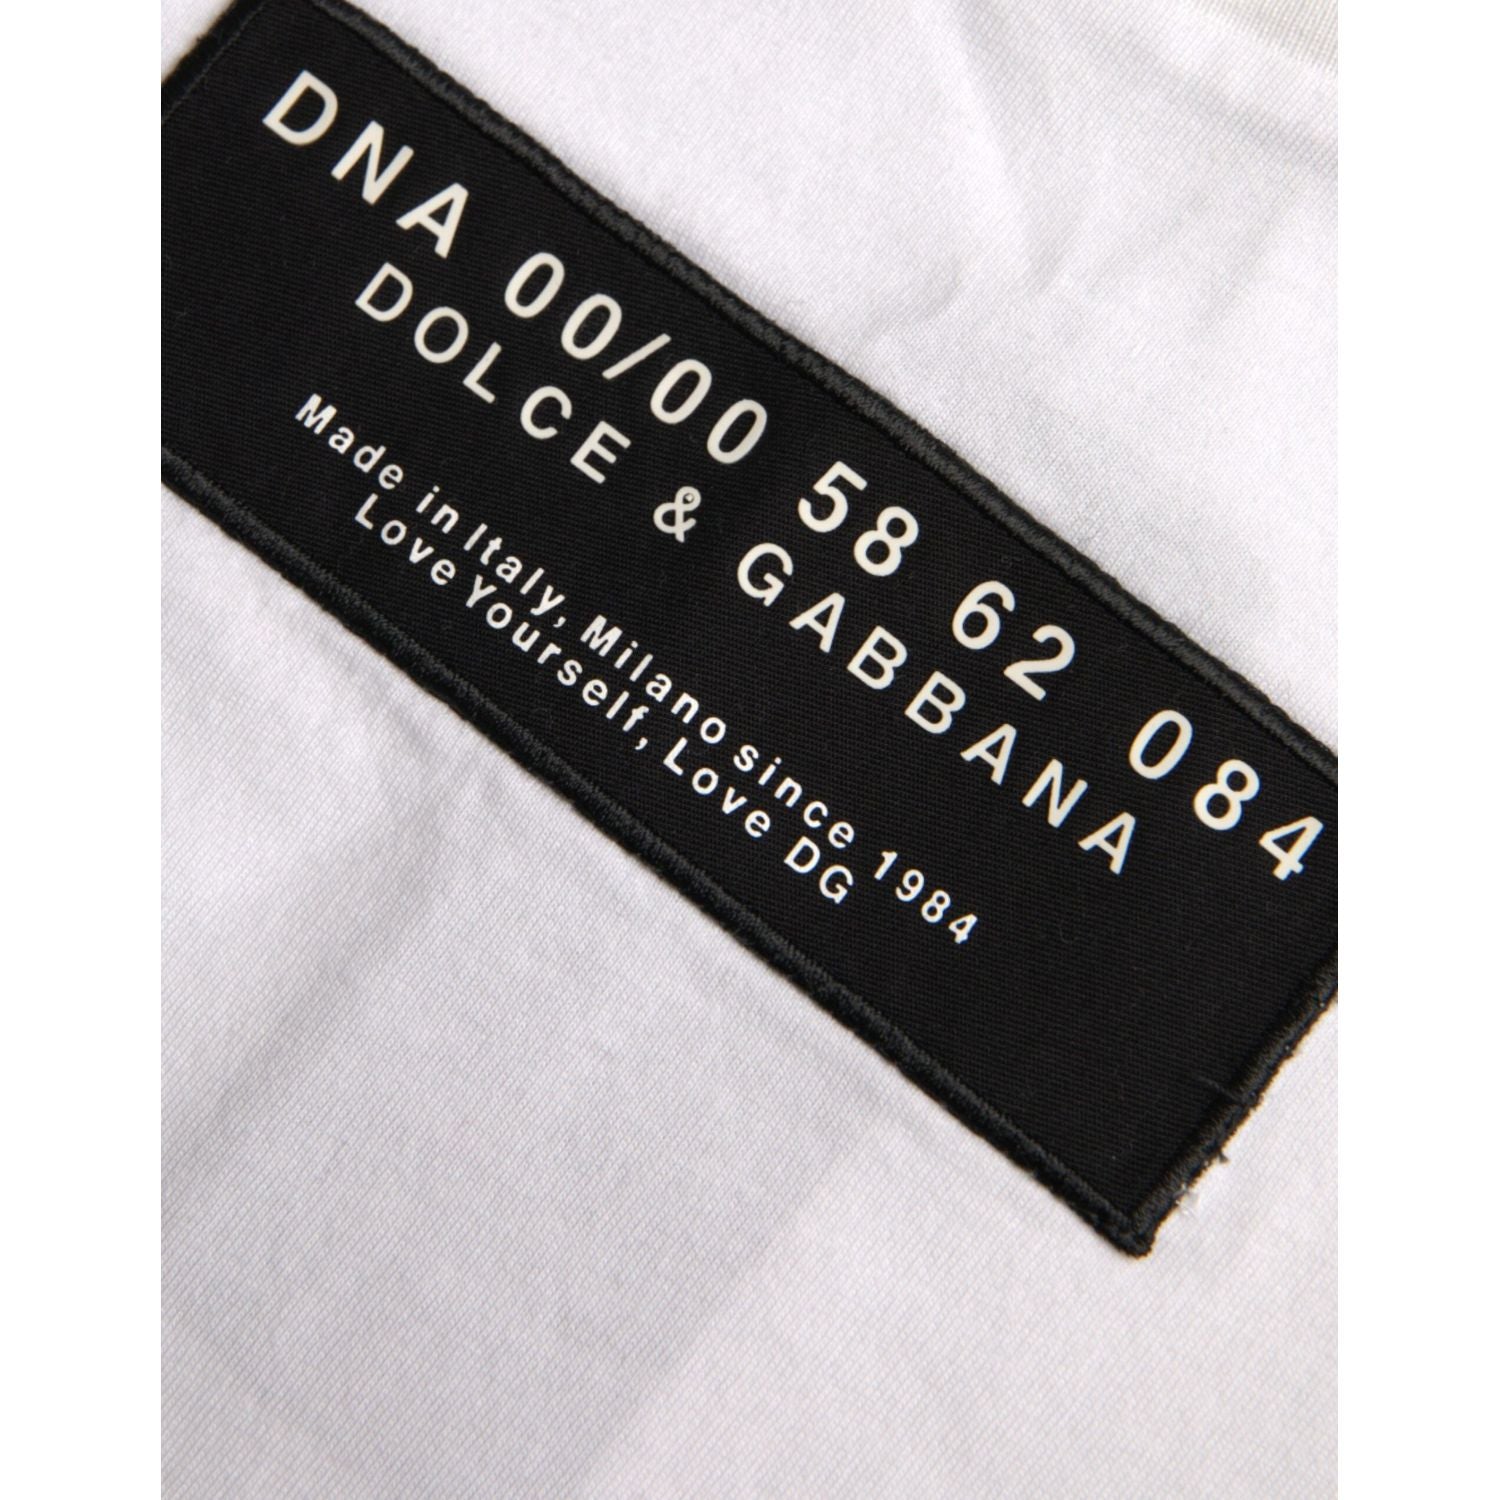 DNA 00/00 58 62 084
DOLCE & GABBANA
Made in Italy, Milano since 1984
Love Yourself, Love DG